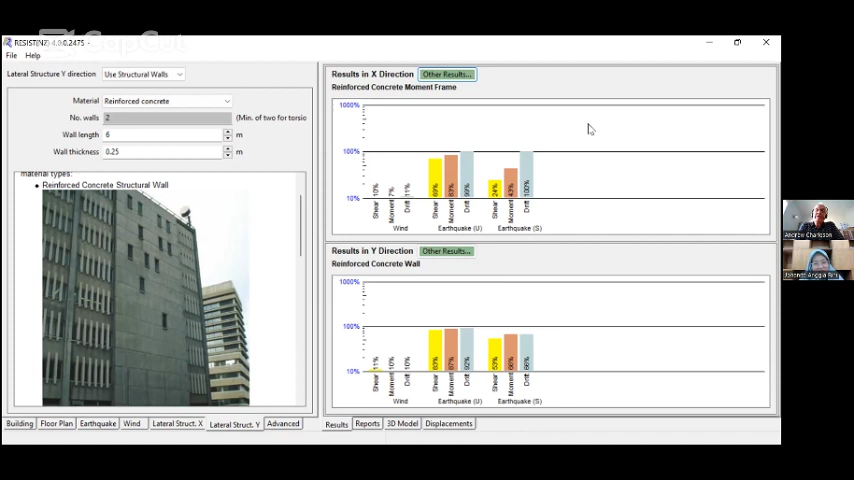 RESIST(NZ) 4.0.0.2475 -
CapCut
File Help
Lateral Structure Y direction Use Structural Walls
Material Reinforced concrete
No. walls 2 (Min. of two for torsio
Wall length 6 m
Wall thickness 0.25 m
material types:
Reinforced Concrete Structural Wall
Building Floor Plan Earthquake Wind Lateral Struct. X Lateral Struct. Y Advanced
Results in X Direction Other Results...
Reinforced Concrete Moment Frame
1000%
100%
10%
10% 7% 11% 69% 83% 99% 24% 43% 100%
Shear Moment Drift Shear Moment Drift Shear Moment Drift
Wind Earthquake (U) Earthquake (S)
Results in Y Direction Other Results...
Reinforced Concrete Wall
1000%
100%
10%
11% 10% 10% 83% 87% 92% 53% 66% 66%
Shear Moment Drift Shear Moment Drift Shear Moment Drift
Wind Earthquake (U) Earthquake (S)
Results Reports 3D Model Displacements
Andrew Charleson